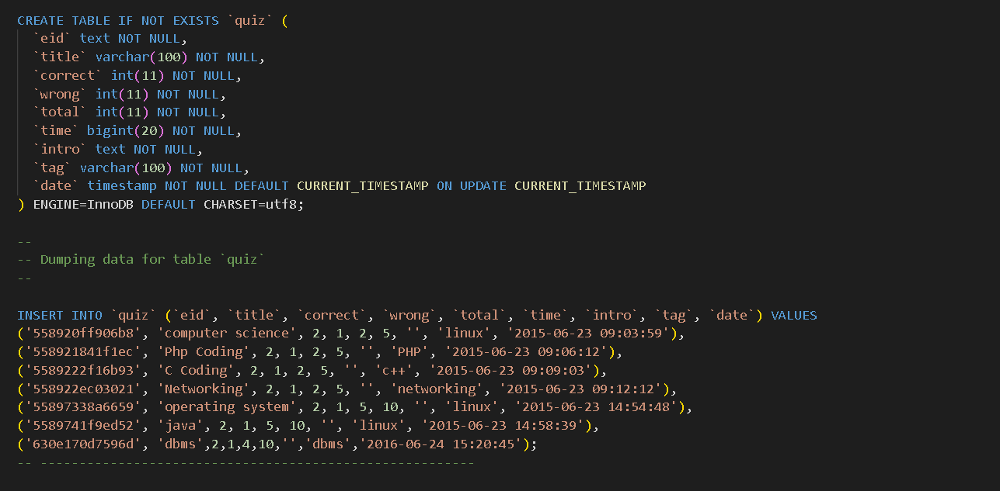 CREATE TABLE IF NOT EXISTS `quiz` (
  `eid` text NOT NULL,
  `title` varchar(100) NOT NULL,
  `correct` int(11) NOT NULL,
  `wrong` int(11) NOT NULL,
  `total` int(11) NOT NULL,
  `time` bigint(20) NOT NULL,
  `intro` text NOT NULL,
  `tag` varchar(100) NOT NULL,
  `date` timestamp NOT NULL DEFAULT CURRENT_TIMESTAMP ON UPDATE CURRENT_TIMESTAMP
) ENGINE=InnoDB DEFAULT CHARSET=utf8;

--
-- Dumping data for table `quiz`
--

INSERT INTO `quiz` (`eid`, `title`, `correct`, `wrong`, `total`, `time`, `intro`, `tag`, `date`) VALUES
('558920ff906b8', 'computer science', 2, 1, 2, 5, '', 'linux', '2015-06-23 09:03:59'),
('558921841f1ec', 'Php Coding', 2, 1, 2, 5, '', 'PHP', '2015-06-23 09:06:12'),
('5589222f16b93', 'C Coding', 2, 1, 2, 5, '', 'c++', '2015-06-23 09:09:03'),
('558922ec03021', 'Networking', 2, 1, 2, 5, '', 'networking', '2015-06-23 09:12:12'),
('55897338a6659', 'operating system', 2, 1, 5, 10, '', 'linux', '2015-06-23 14:54:48'),
('5589741f9ed52', 'java', 2, 1, 5, 10, '', 'linux', '2015-06-23 14:58:39'),
('630e170d7596d', 'dbms',2,1,4,10,'','dbms','2016-06-24 15:20:45');
-- --------------------------------------------------------